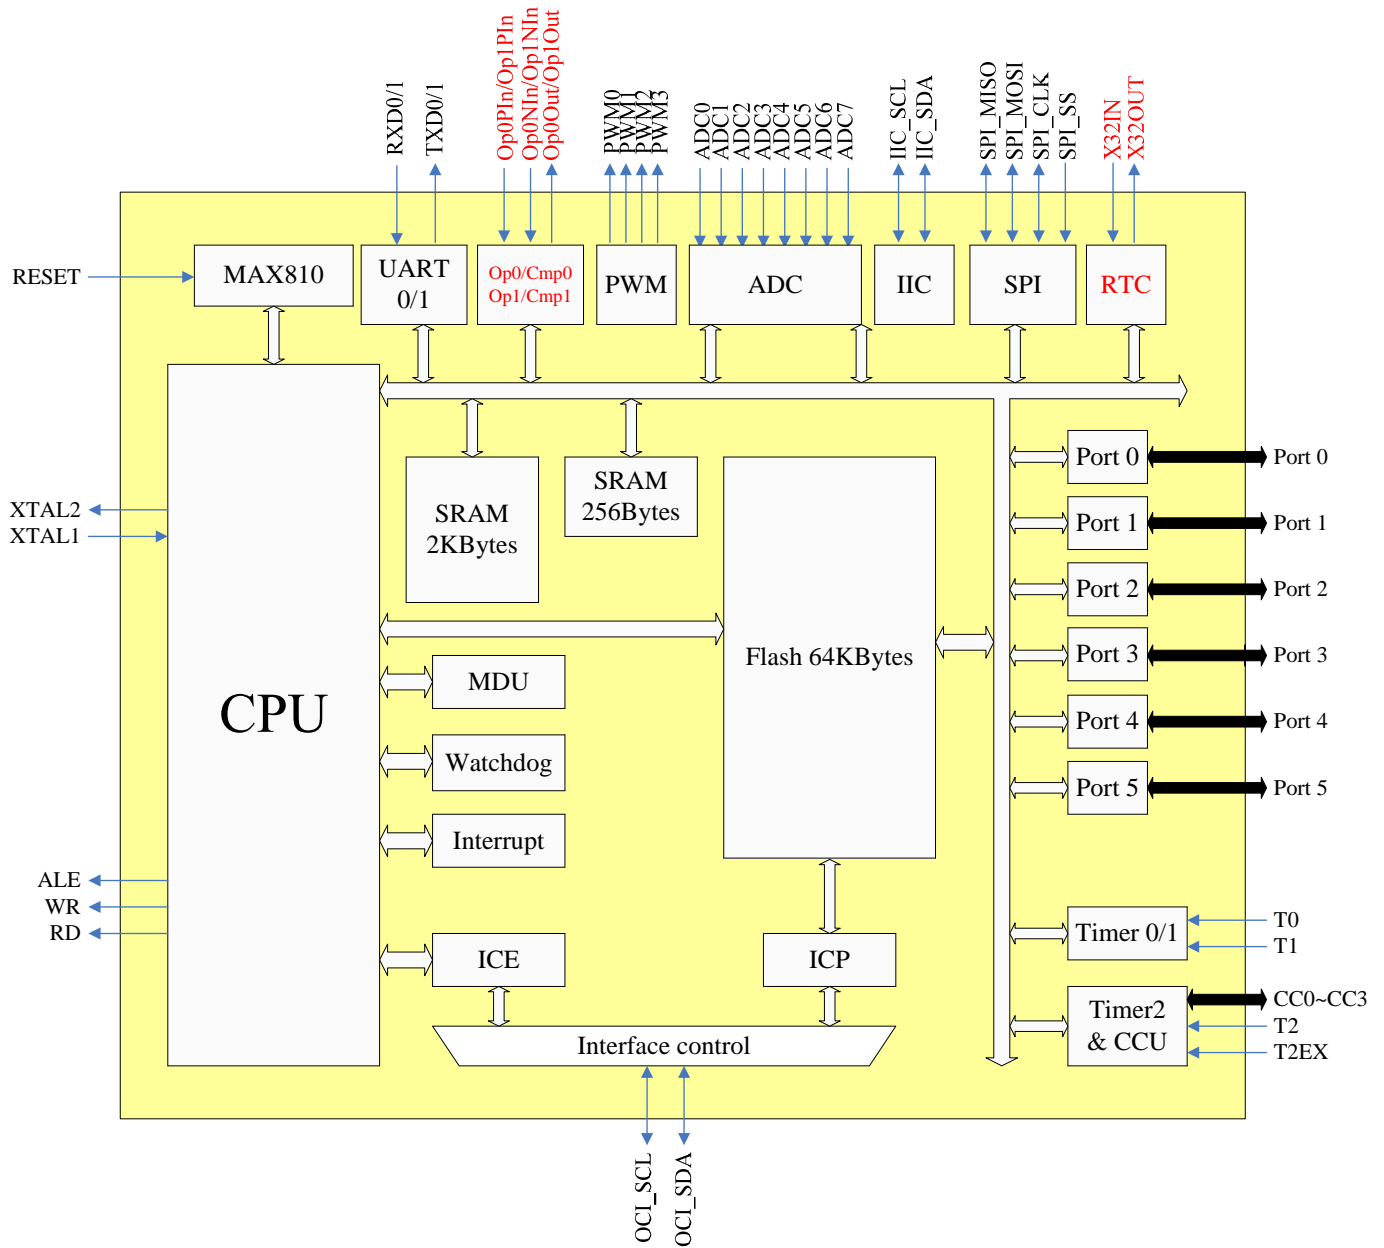 RXD0/1
TXD0/1
Op0PIn/Op1PIn
Op0NIn/Op1NIn
Op0Out/Op1Out
PWM0
PWM1
PWM2
PWM3
ADC0
ADC1
ADC2
ADC3
ADC4
ADC5
ADC6
ADC7
IIC_SCL
IIC_SDA
SPI_MISO
SPI_MOSI
SPI_CLK
SPI_SS
X32IN
X32OUT
RESET
MAX810
UART
0/1
Op0/Cmp0
Op1/Cmp1
PWM
ADC
IIC
SPI
RTC
XTAL2
XTAL1
CPU
SRAM
2KBytes
SRAM
256Bytes
Flash 64KBytes
Port 0
Port 0
Port 1
Port 1
Port 2
Port 2
Port 3
Port 3
Port 4
Port 4
Port 5
Port 5
MDU
Watchdog
Interrupt
ALE
WR
RD
ICE
ICP
Timer 0/1
T0
T1
Timer2
& CCU
CC0~CC3
T2
T2EX
Interface control
OCI_SCL
OCI_SDA